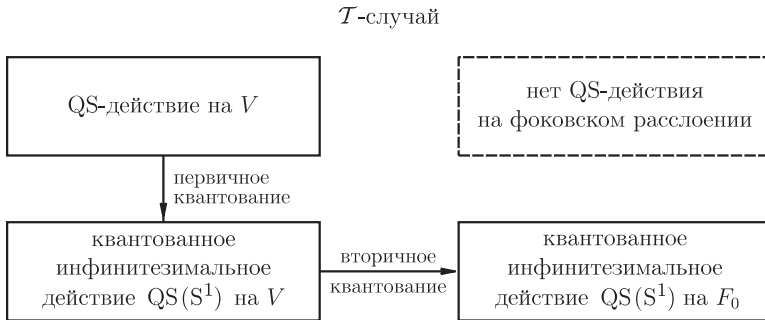 𝒯-случай
QS-действие на V
нет QS-действия
на фоковском расслоении
первичное
квантование
квантованное
инфинитезимальное
действие QS(S¹) на V
вторичное
квантование
квантованное
инфинитезимальное
действие QS(S¹) на F₀